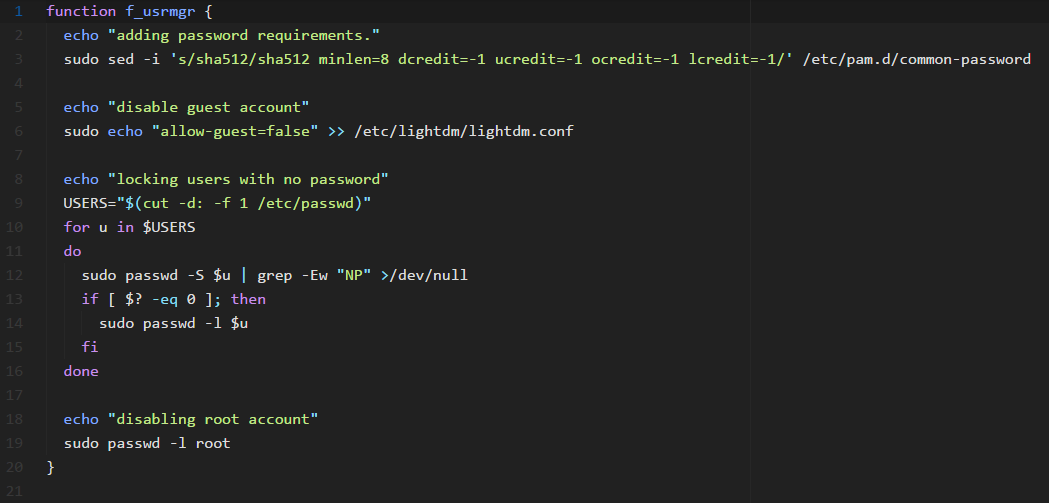 1 function f_usrmgr {
2 echo "adding password requirements."
3 sudo sed -i 's/sha512/sha512 minlen=8 dcredit=-1 ucredit=-1 ocredit=-1 lcredit=-1/' /etc/pam.d/common-password
4
5 echo "disable guest account"
6 sudo echo "allow-guest=false" >> /etc/lightdm/lightdm.conf
7
8 echo "locking users with no password"
9 USERS="$(cut -d: -f 1 /etc/passwd)"
10 for u in $USERS
11 do
12 sudo passwd -S $u | grep -Ew "NP" >/dev/null
13 if [ $? -eq 0 ]; then
14 sudo passwd -l $u
15 fi
16 done
17
18 echo "disabling root account"
19 sudo passwd -l root
20 }
21